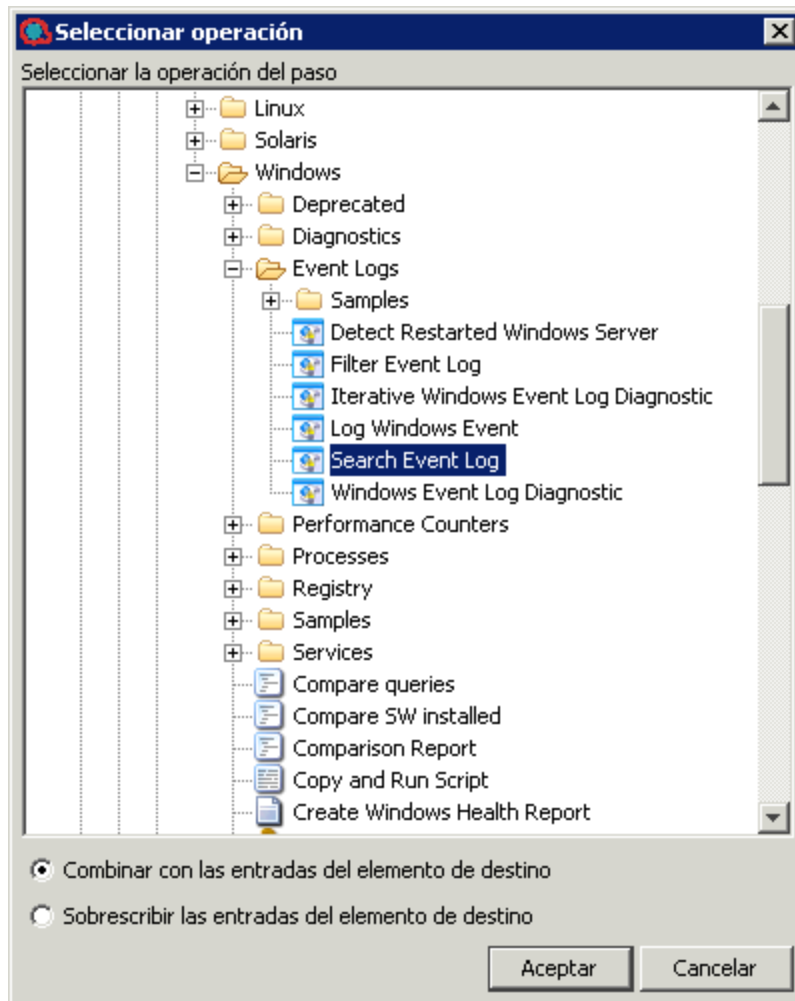 Seleccionar operación
Seleccionar la operación del paso
Linux
Solaris
Windows
Deprecated
Diagnostics
Event Logs
Samples
Detect Restarted Windows Server
Filter Event Log
Iterative Windows Event Log Diagnostic
Log Windows Event
Search Event Log
Windows Event Log Diagnostic
Performance Counters
Processes
Registry
Samples
Services
Compare queries
Compare SW installed
Comparison Report
Copy and Run Script
Create Windows Health Report
Combinar con las entradas del elemento de destino
Sobrescribir las entradas del elemento de destino
Aceptar Cancelar